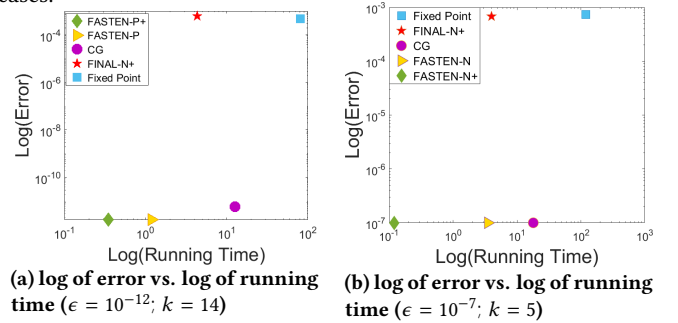 FASTEN-P+
FASTEN-P
CG
FINAL-N+
Fixed Point
Log(Error)
10^-4
10^-6
10^-8
10^-10
10^-1
10^0
10^1
10^2
Log(Running Time)
(a) log of error vs. log of running
time (ϵ = 10^-12; k = 14)
Fixed Point
FINAL-N+
CG
FASTEN-N
FASTEN-N+
Log(Error)
10^-3
10^-4
10^-5
10^-6
10^-7
10^-1
10^0
10^1
10^2
10^3
Log(Running Time)
(b) log of error vs. log of running
time (ϵ = 10^-7; k = 5)